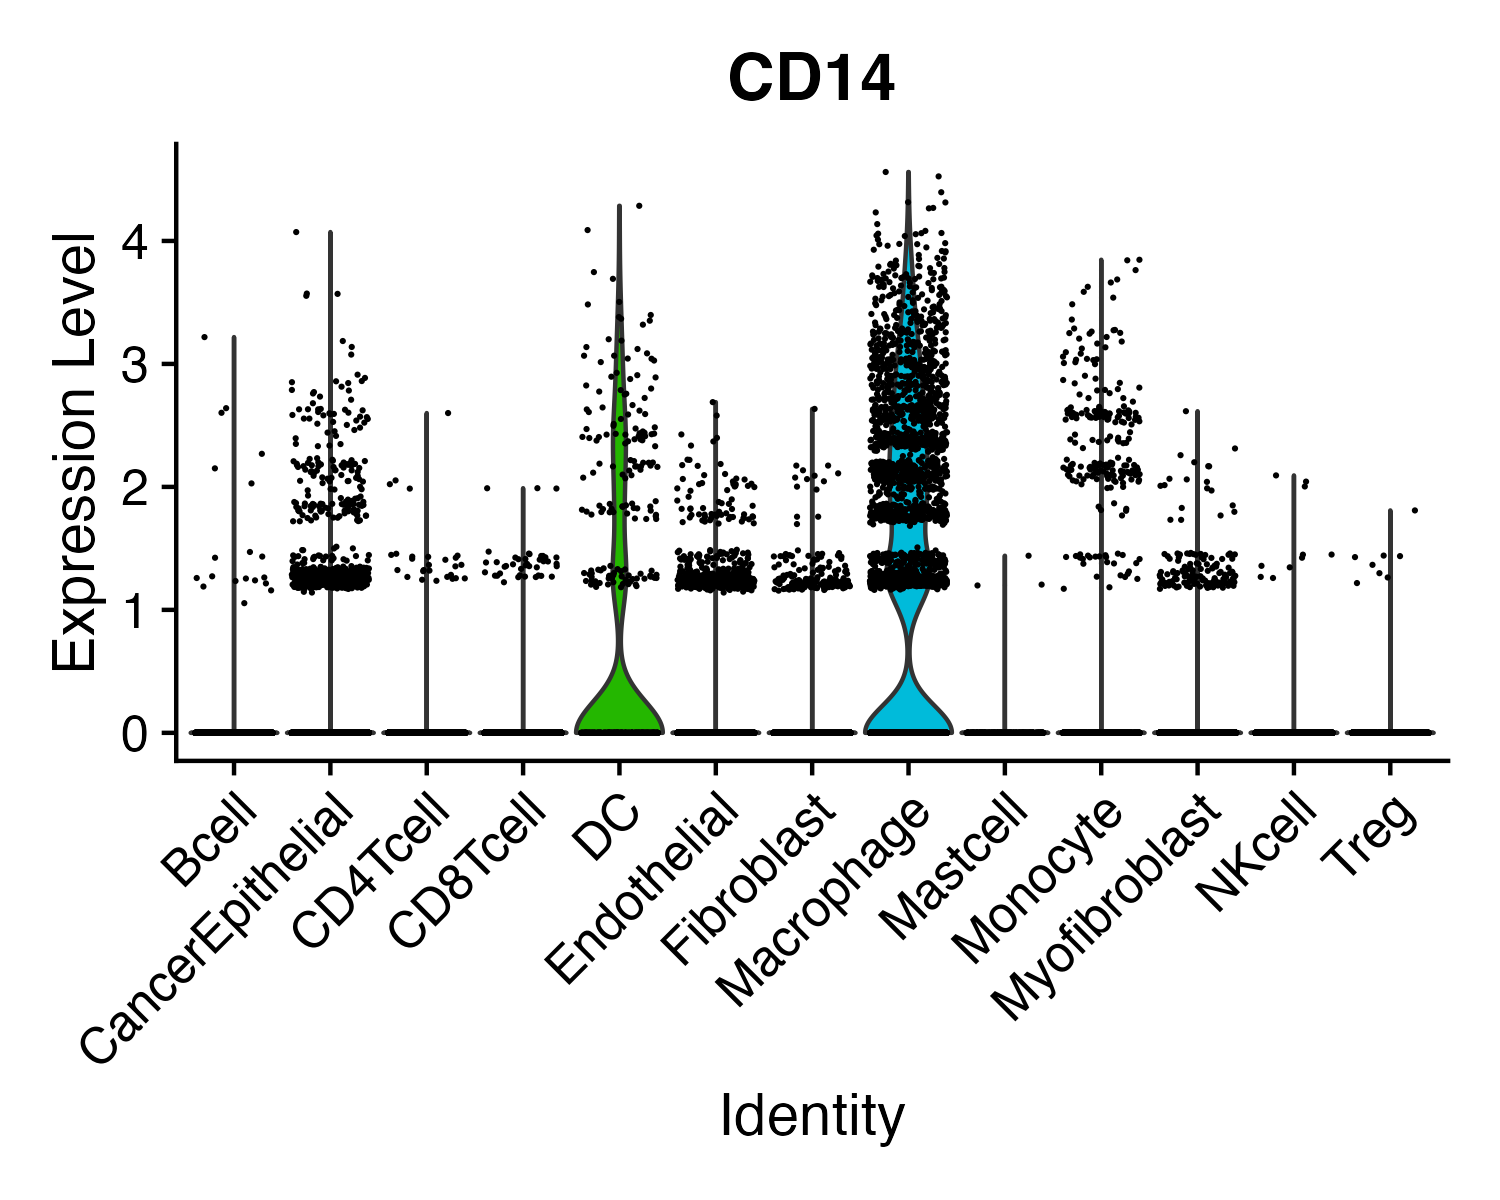 CD14
Expression Level
4
3
2
1
0
Bcell
CancerEpithelial
CD4Tcell
CD8Tcell
DC
Endothelial
Fibroblast
Macrophage
Mastcell
Monocyte
Myofibroblast
NKcell
Treg
Identity